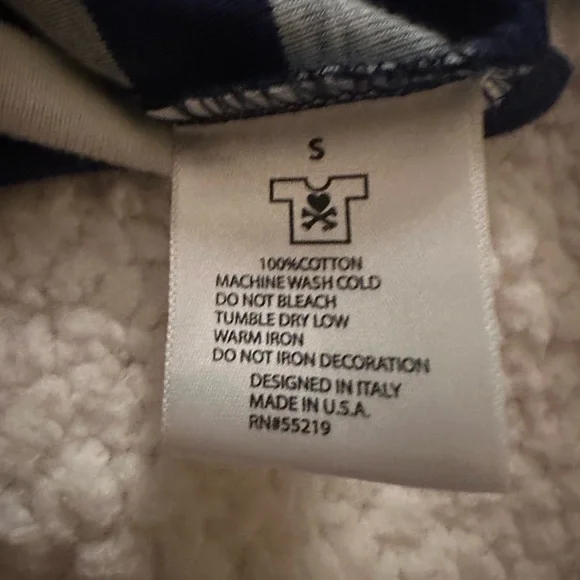 S
100%COTTON
MACHINE WASH COLD
DO NOT BLEACH
TUMBLE DRY LOW
WARM IRON
DO NOT IRON DECORATION
DESIGNED IN ITALY
MADE IN U.S.A.
RN#55219